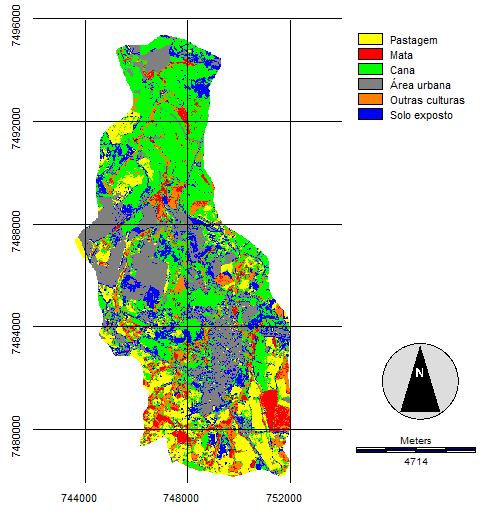 7496000
7492000
7488000
7484000
7480000
744000
748000
752000
Pastagem
Mata
Cana
Área urbana
Outras culturas
Solo exposto
N
Meters
4714